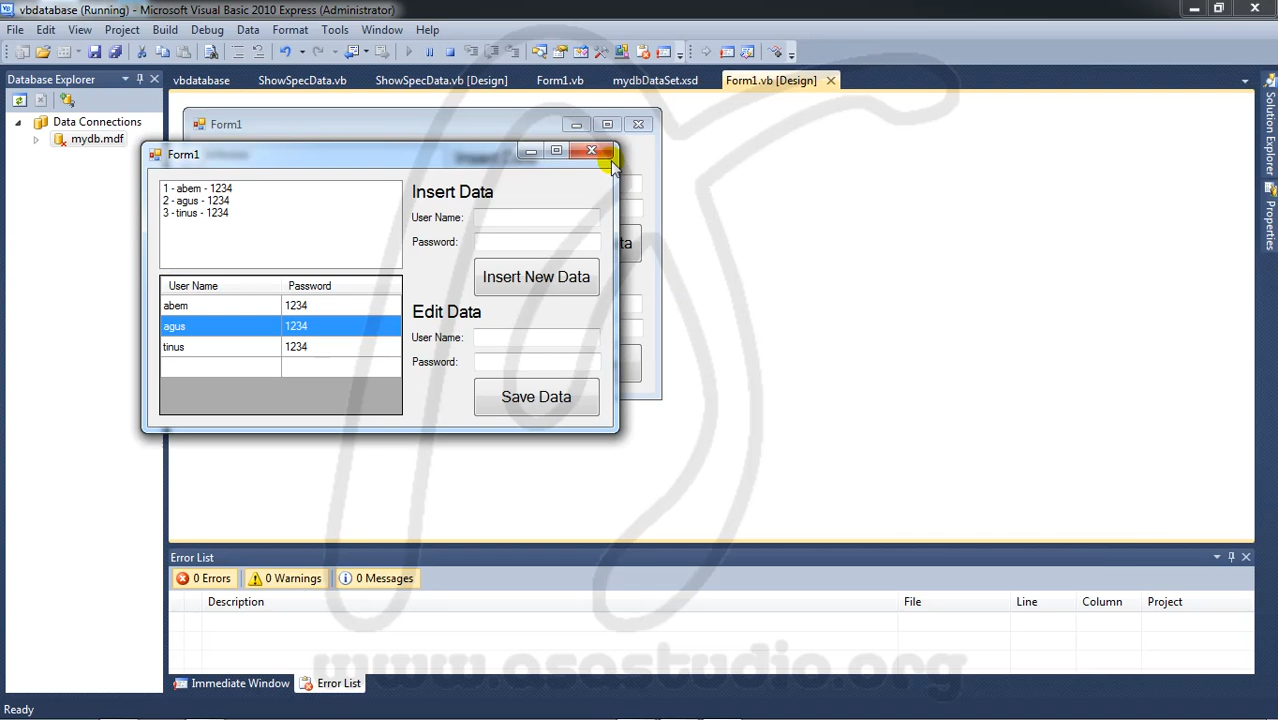 vbdatabase (Running) - Microsoft Visual Basic 2010 Express (Administrator)
File Edit View Project Build Debug Data Format Tools Window Help
Database Explorer
vbdatabase ShowSpecData.vb ShowSpecData.vb [Design] Form1.vb mydbDataSet.xsd Form1.vb [Design]
Data Connections
mydb.mdf
Form1
Form1
1 - abem - 1234
2 - agus - 1234
3 - tinus - 1234
Insert Data
User Name:
Password:
Insert New Data
User Name Password
abem 1234
agus 1234
tinus 1234
Edit Data
User Name:
Password:
Save Data
Solution Explorer
Properties
Error List
0 Errors 0 Warnings 0 Messages
Description File Line Column Project
www.asastudio.org
Immediate Window Error List
Ready